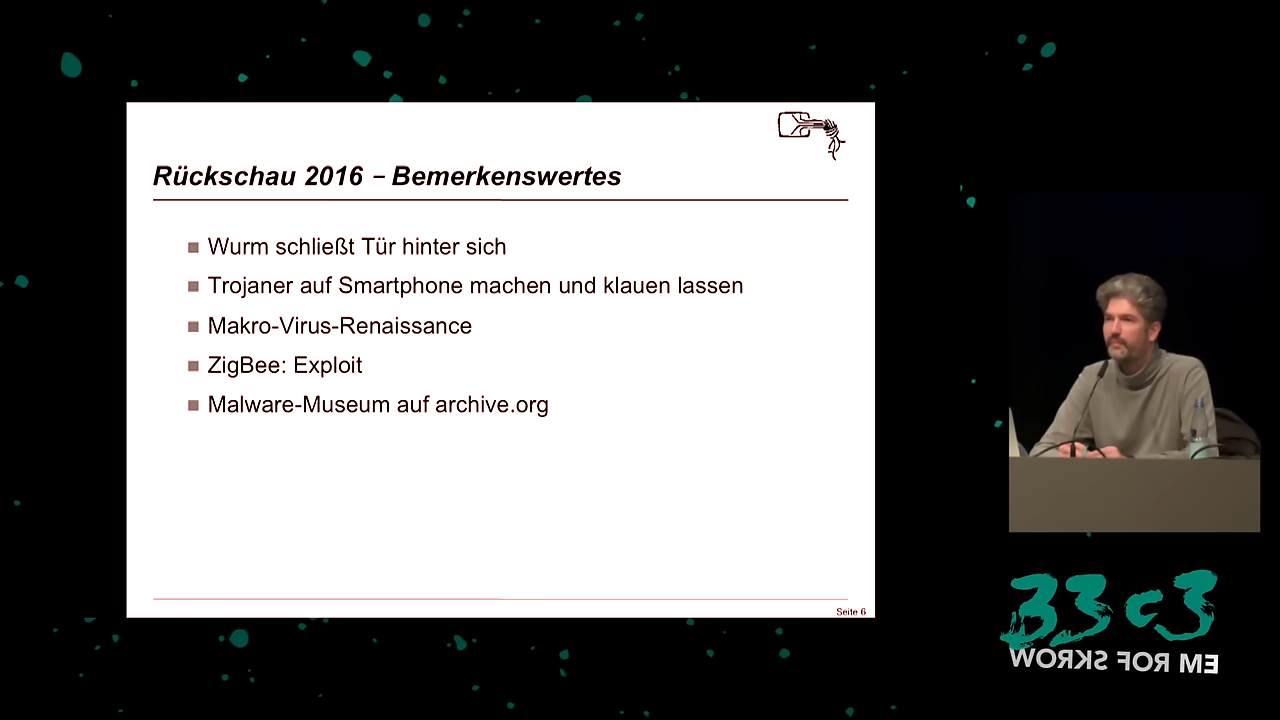 Rückschau 2016 – Bemerkenswertes
Wurm schließt Tür hinter sich
Trojaner auf Smartphone machen und klauen lassen
Makro-Virus-Renaissance
ZigBee: Exploit
Malware-Museum auf archive.org
Seite 6
33c3
WORKS FOR ME